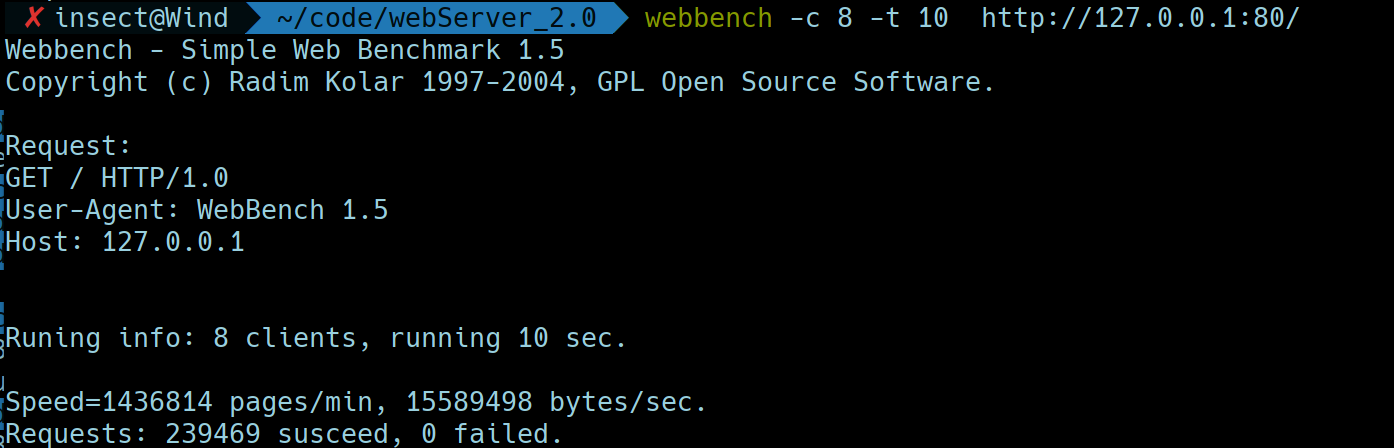 ✗ insect@Wind ~/code/webServer_2.0 webbench -c 8 -t 10 http://127.0.0.1:80/
Webbench - Simple Web Benchmark 1.5
Copyright (c) Radim Kolar 1997-2004, GPL Open Source Software.
Request:
GET / HTTP/1.0
User-Agent: WebBench 1.5
Host: 127.0.0.1
Runing info: 8 clients, running 10 sec.
Speed=1436814 pages/min, 15589498 bytes/sec.
Requests: 239469 susceed, 0 failed.